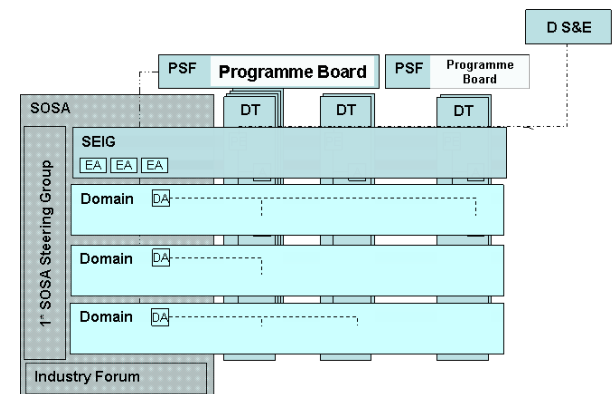 D S&E
PSF Programme Board
PSF Programme
Board
SOSA
DT DT DT
SEIG
EA EA EA
1* SOSA Steering Group
Domain DA
Domain DA
Domain DA
Industry Forum